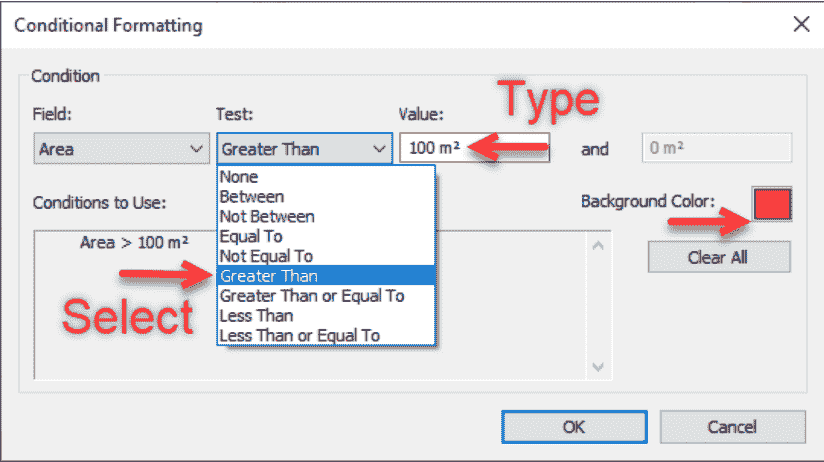 Conditional Formatting
Condition
Field:
Test:
Value:
Type
Area
Greater Than
100 m²
and
0 m²
None
Between
Not Between
Equal To
Not Equal To
Greater Than
Greater Than or Equal To
Less Than
Less Than or Equal To
Conditions to Use:
Background Color:
Area > 100 m²
Clear All
Select
OK
Cancel